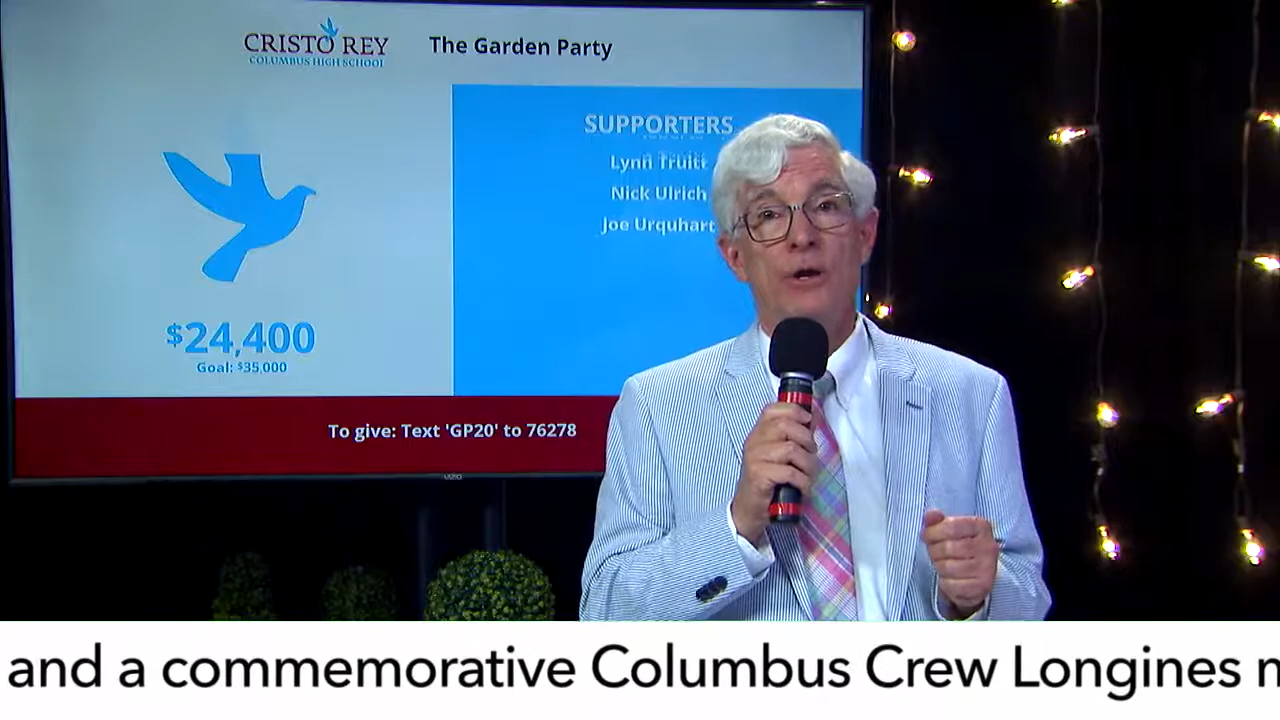 CRISTO REY
COLUMBUS HIGH SCHOOL
The Garden Party
SUPPORTERS
Lynn Truitt
Nick Ulrich
Joe Urquhart
$24,400
Goal: $35,000
To give: Text 'GP20' to 76278
VIZIO
and a commemorative Columbus Crew Longines